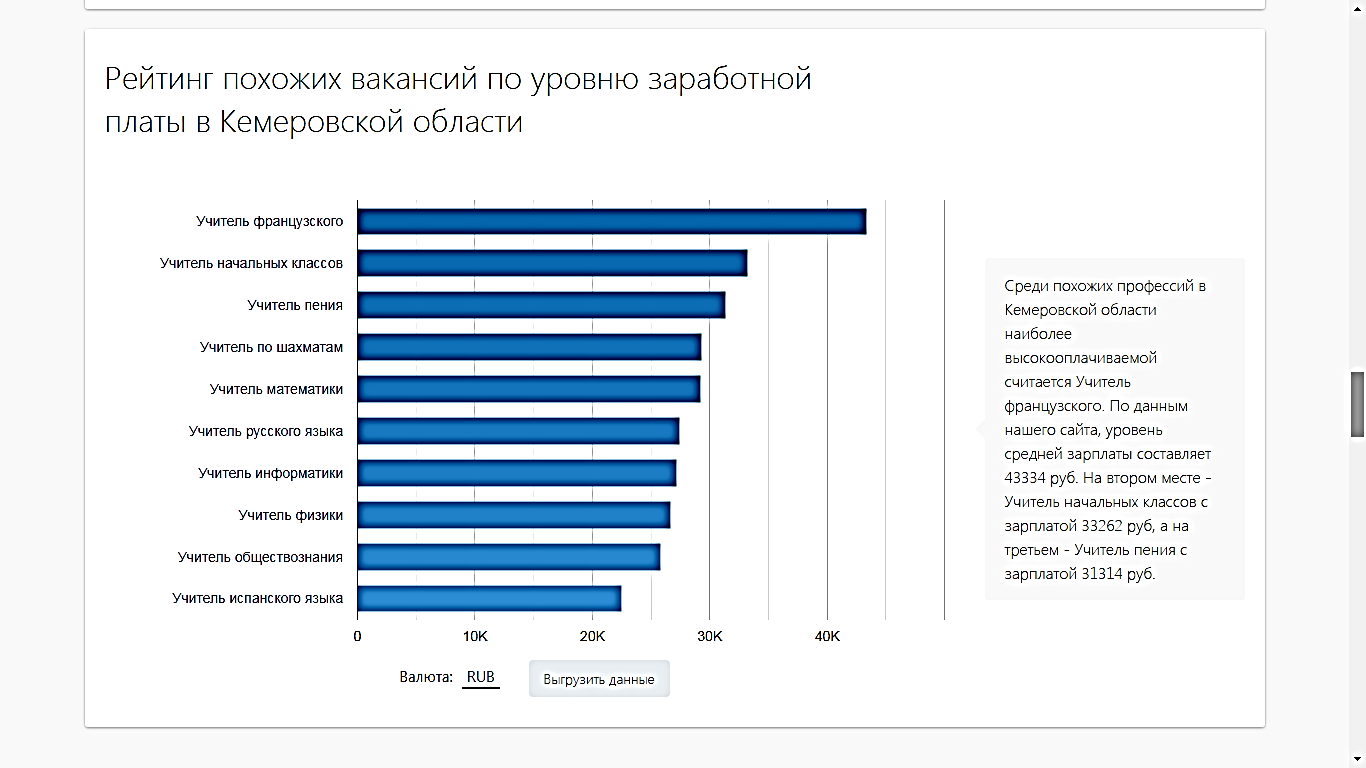 Рейтинг похожих вакансий по уровню заработной
платы в Кемеровской области
Учитель французского
Учитель начальных классов
Учитель пения
Учитель по шахматам
Учитель математики
Учитель русского языка
Учитель информатики
Учитель физики
Учитель обществознания
Учитель испанского языка
0 10K 20K 30K 40K
Валюта: RUB Выгрузить данные
Среди похожих профессий в
Кемеровской области
наиболее
высокооплачиваемой
считается Учитель
французского. По данным
нашего сайта, уровень
средней зарплаты составляет
43334 руб. На втором месте -
Учитель начальных классов с
зарплатой 33262 руб, а на
третьем - Учитель пения с
зарплатой 31314 руб.